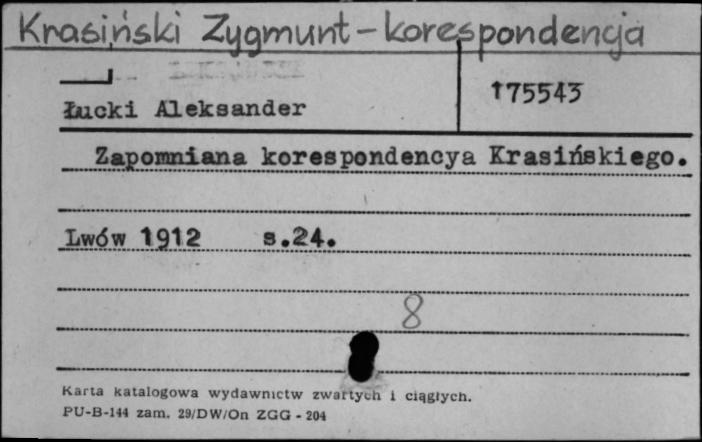 Krasiński Zygmunt - korespondencja
175543
Łucki Aleksander
Zapomniana korespondencya Krasińskiego.
Lwów 1912 s.24.
8
Karta katalogowa wydawnictw zwartych i ciągłych.
PU-B-144 zam. 29/DW/On ZGG - 204